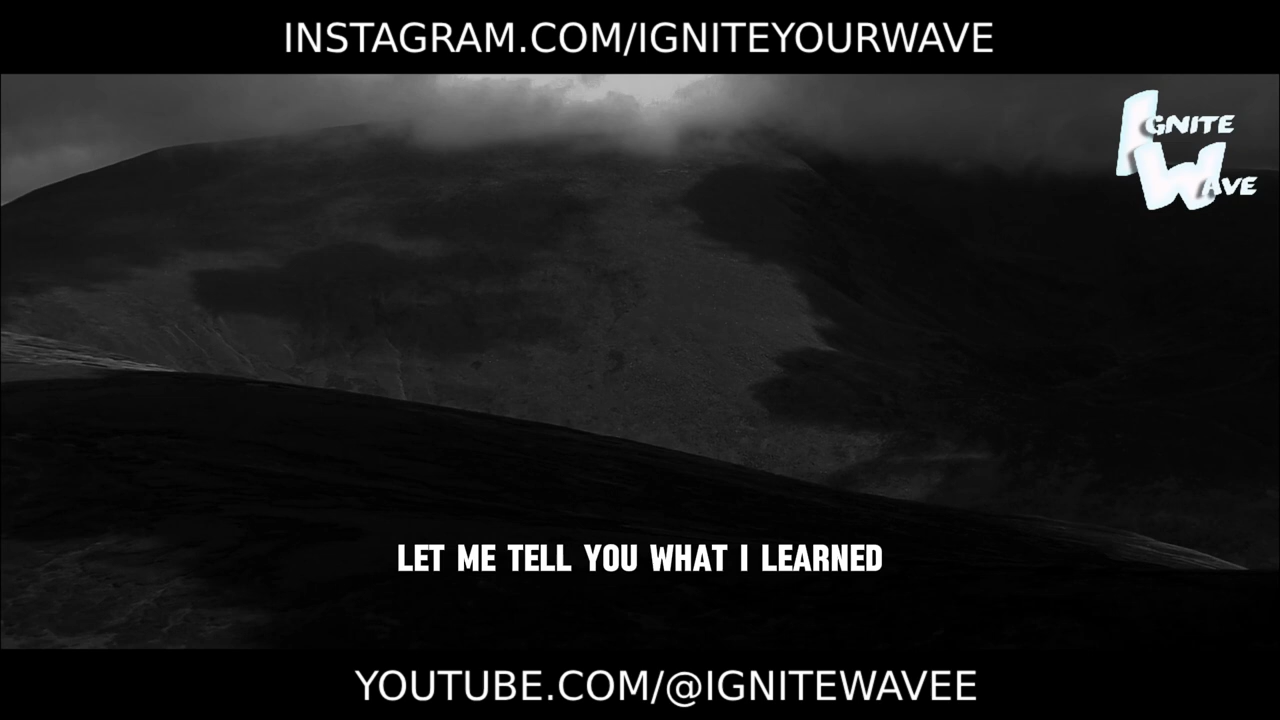 INSTAGRAM.COM/IGNITEYOURWAVE
IGNITE
WAVE
LET ME TELL YOU WHAT I LEARNED
YOUTUBE.COM/@IGNITEWAVEE